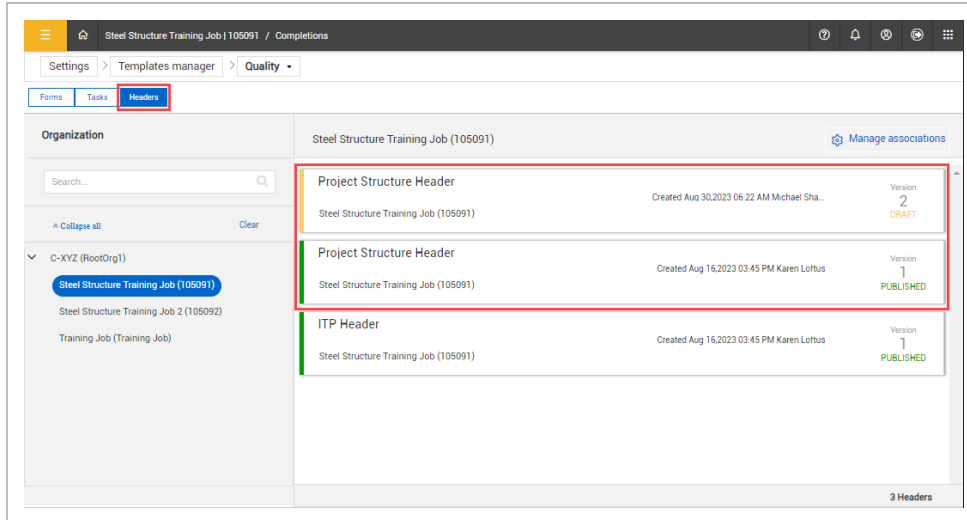 Steel Structure Training Job | 105091 / Completions
Settings > Templates manager > Quality
Forms Tasks Headers
Organization
Steel Structure Training Job (105091)
Manage associations
Search...
Collapse all
Clear
C-XYZ (RootOrg1)
Steel Structure Training Job (105091)
Steel Structure Training Job 2 (105092)
Training Job (Training Job)
Project Structure Header
Steel Structure Training Job (105091)
Created Aug 30,2023 06:22 AM Michael Sha...
Version
2
DRAFT
Project Structure Header
Steel Structure Training Job (105091)
Created Aug 16,2023 03:45 PM Karen Loftus
Version
1
PUBLISHED
ITP Header
Steel Structure Training Job (105091)
Created Aug 16,2023 03:45 PM Karen Loftus
Version
1
PUBLISHED
3 Headers